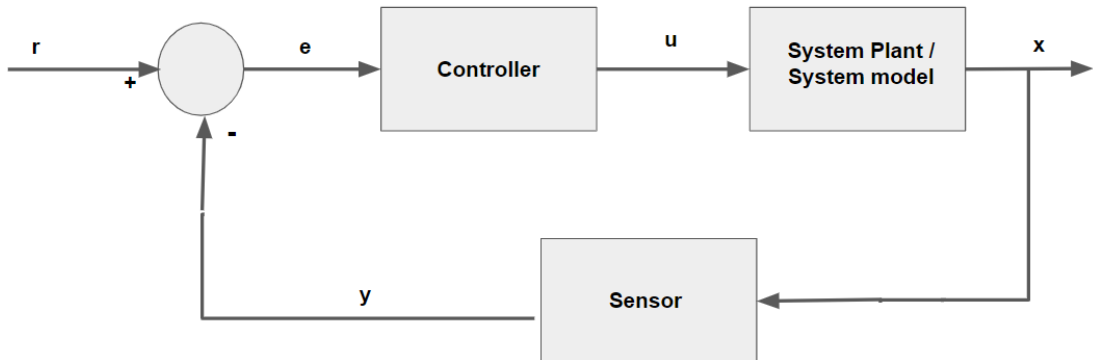 r
+
-
e
Controller
u
System Plant /
System model
x
y
Sensor